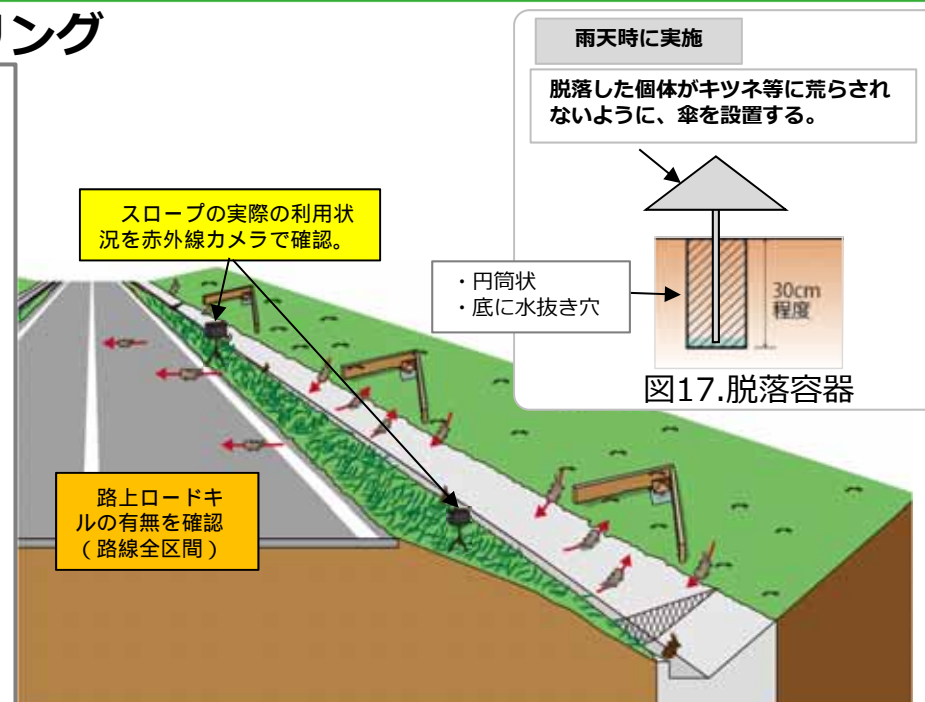 リング
雨天時に実施
脱落した個体がキツネ等に荒らされ
ないように、傘を設置する。
スロープの実際の利用状
況を赤外線カメラで確認。
・円筒状
・底に水抜き穴
30cm
程度
図17.脱落容器
路上ロードキ
ルの有無を確認
(路線全区間)